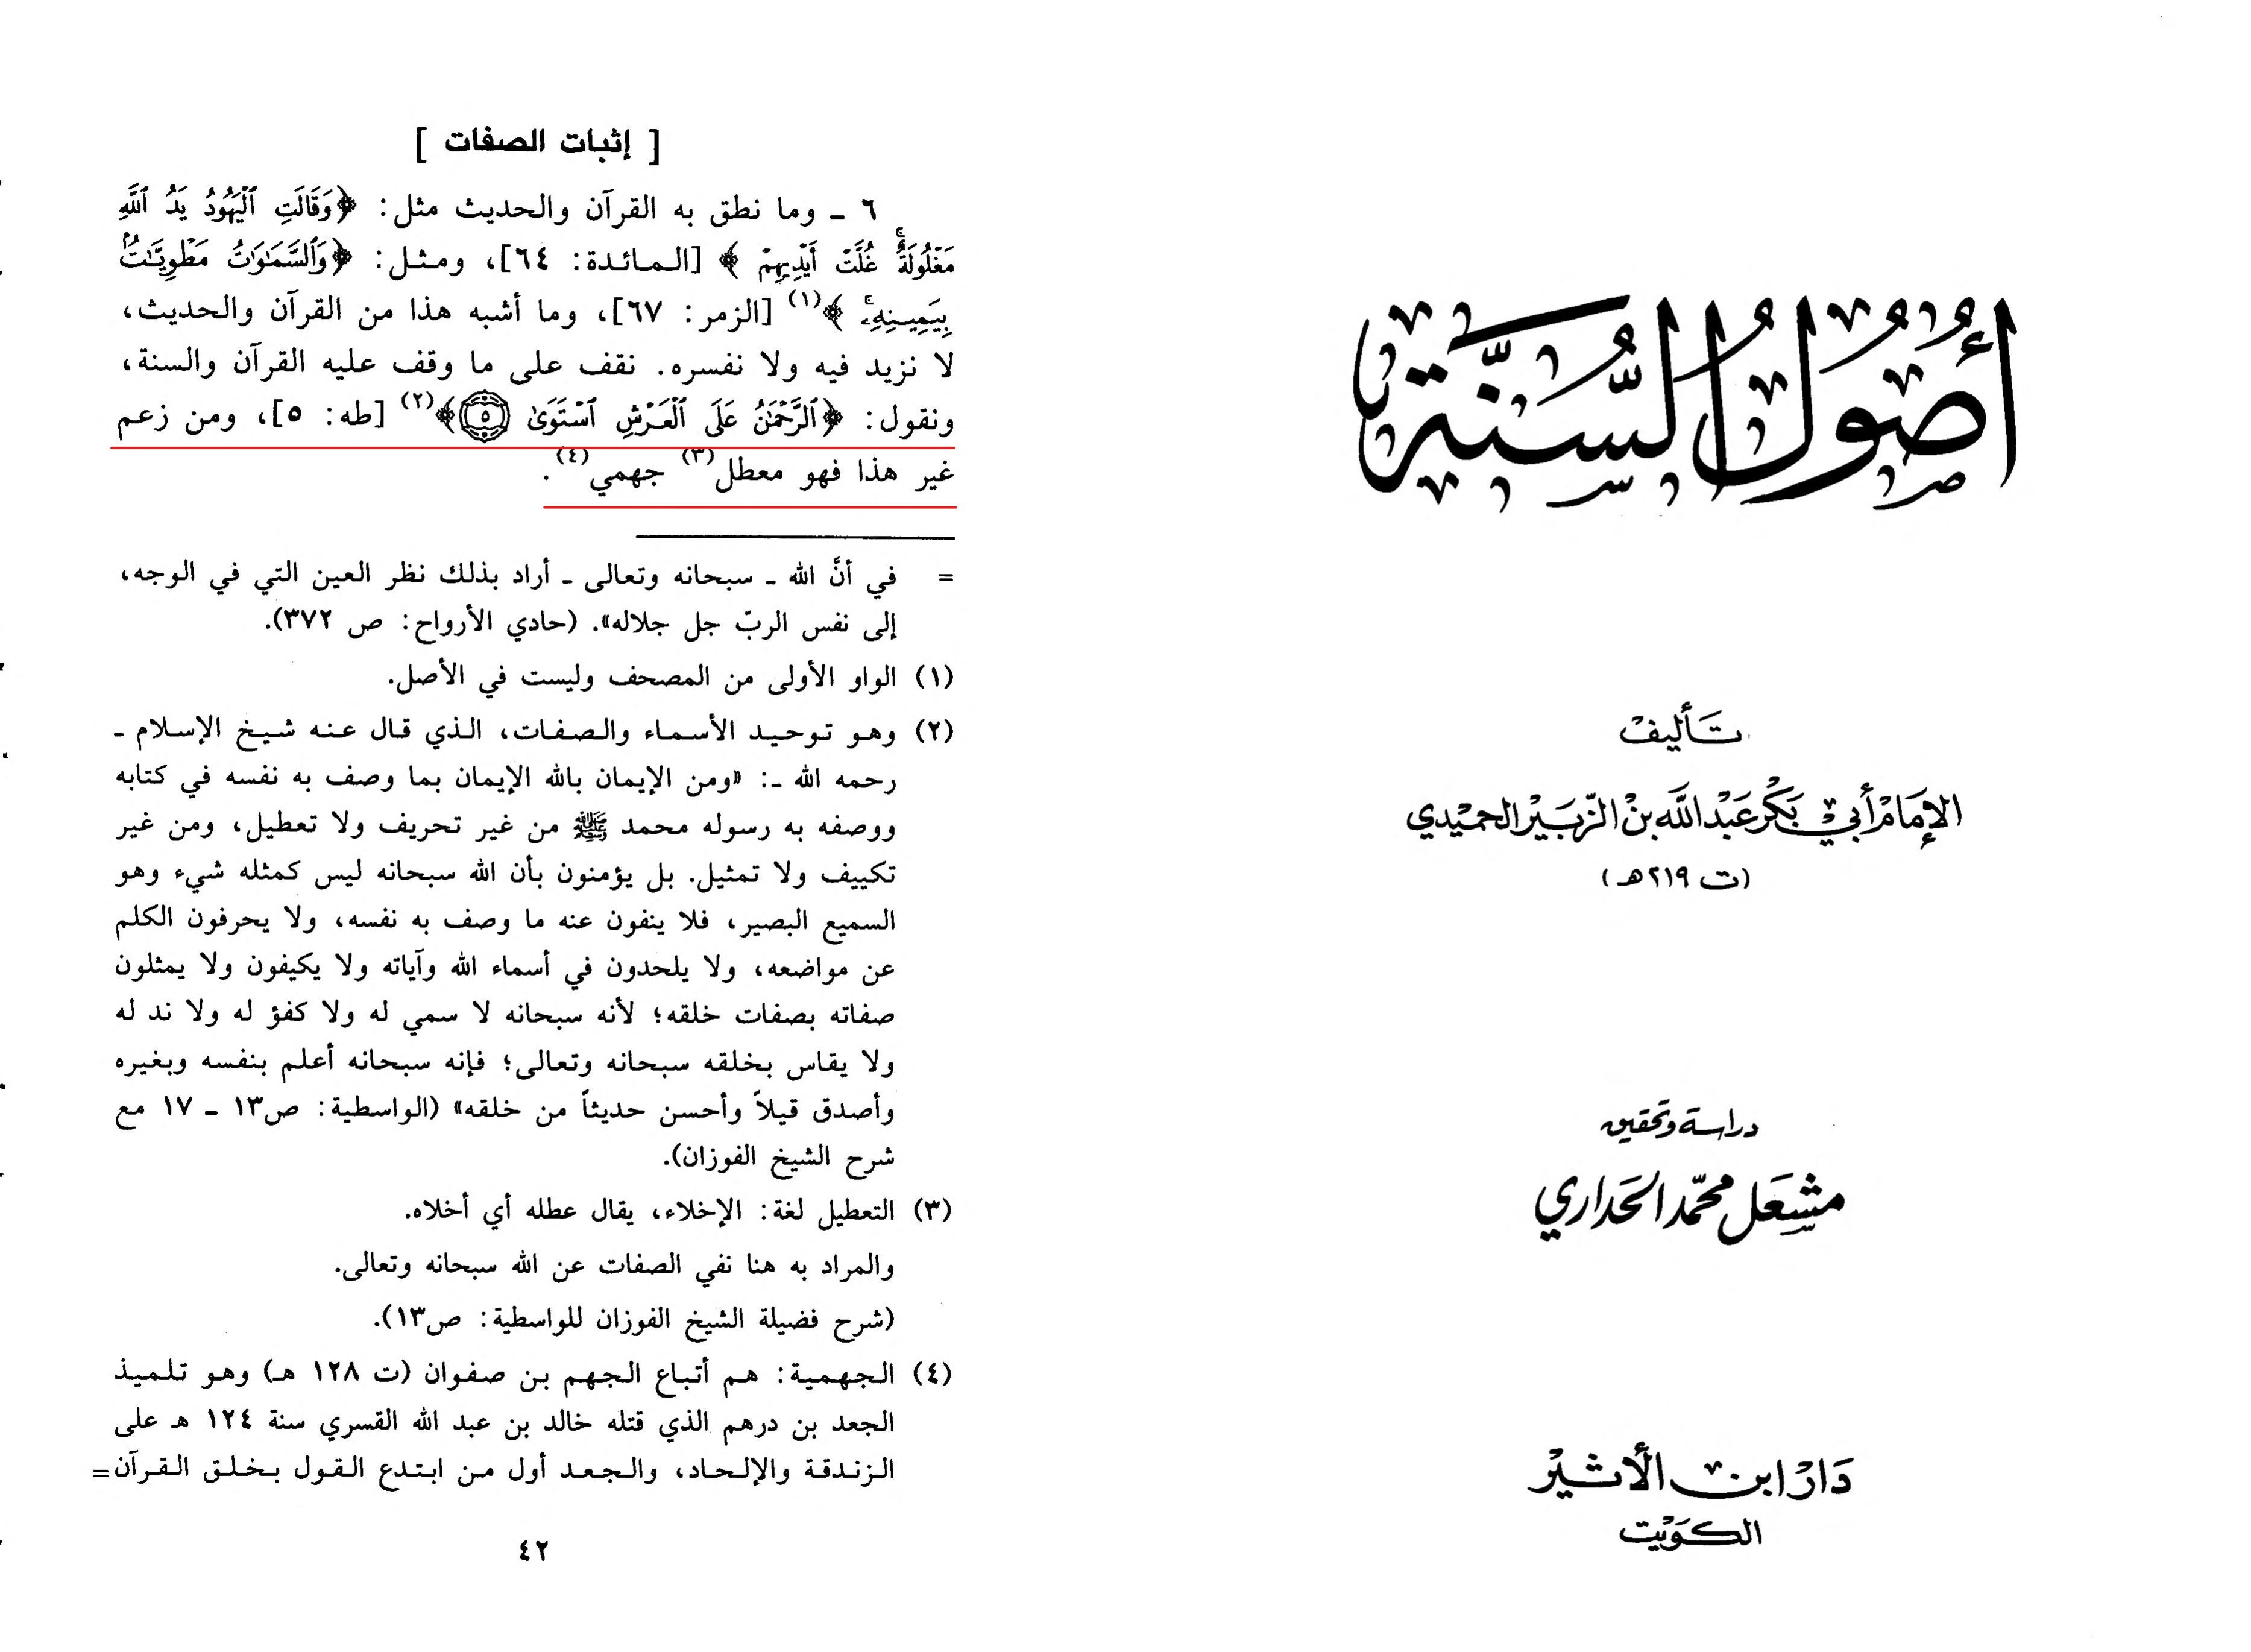 أصول السنة
تأليف
الإمام أبي بكر عبد الله بن الزبير الحميدي
(ت ٢١٩هـ)
دراسة وتحقيق
مشعل محمد الحداري
دار ابن الأثير
الكويت
[ إثبات الصفات ]
٦ ـ وما نطق به القرآن والحديث مثل: ﴿وَقَالَتِ ٱلْيَهُودُ يَدُ ٱللَّهِ
مَغْلُولَةٌ ۚ غُلَّتْ أَيْدِيهِمْ﴾ [المائدة: ٦٤]، ومثل: ﴿وَٱلسَّمَٰوَٰتُ مَطْوِيَّٰتٌۢ
بِيَمِينِهِۦ ۚ﴾(١) [الزمر: ٦٧]، وما أشبه هذا من القرآن والحديث،
لا نزيد فيه ولا نفسره. نقف على ما وقف عليه القرآن والسنة،
ونقول: ﴿ٱلرَّحْمَٰنُ عَلَى ٱلْعَرْشِ ٱسْتَوَىٰ ٥﴾(٢) [طه: ٥]، ومن زعم
غير هذا فهو معطل(٣) جهمي(٤).
= في أنَّ الله ـ سبحانه وتعالى ـ أراد بذلك نظر العين التي في الوجه،
إلى نفس الربّ جل جلاله». (حادي الأرواح: ص ٣٧٢).
(١) الواو الأولى من المصحف وليست في الأصل.
(٢) وهو توحيد الأسماء والصفات، الذي قال عنه شيخ الإسلام ـ
رحمه الله ـ: «ومن الإيمان بالله الإيمان بما وصف به نفسه في كتابه
ووصفه به رسوله محمد ﷺ من غير تحريف ولا تعطيل، ومن غير
تكييف ولا تمثيل. بل يؤمنون بأن الله سبحانه ليس كمثله شيء وهو
السميع البصير، فلا ينفون عنه ما وصف به نفسه، ولا يحرفون الكلم
عن مواضعه، ولا يلحدون في أسماء الله وآياته ولا يكيفون ولا يمثلون
صفاته بصفات خلقه؛ لأنه سبحانه لا سمي له ولا كفؤ له ولا ند له
ولا يقاس بخلقه سبحانه وتعالى؛ فإنه سبحانه أعلم بنفسه وبغيره
وأصدق قيلاً وأحسن حديثاً من خلقه» (الواسطية: ص١٣ ـ ١٧ مع
شرح الشيخ الفوزان).
(٣) التعطيل لغة: الإخلاء، يقال عطله أي أخلاه.
والمراد به هنا نفي الصفات عن الله سبحانه وتعالى.
(شرح فضيلة الشيخ الفوزان للواسطية: ص١٣).
(٤) الجهمية: هم أتباع الجهم بن صفوان (ت ١٢٨ هـ) وهو تلميذ
الجعد بن درهم الذي قتله خالد بن عبد الله القسري سنة ١٢٤ هـ على
الزندقة والإلحاد، والجعد أول من ابتدع القول بخلق القرآن =
٤٢